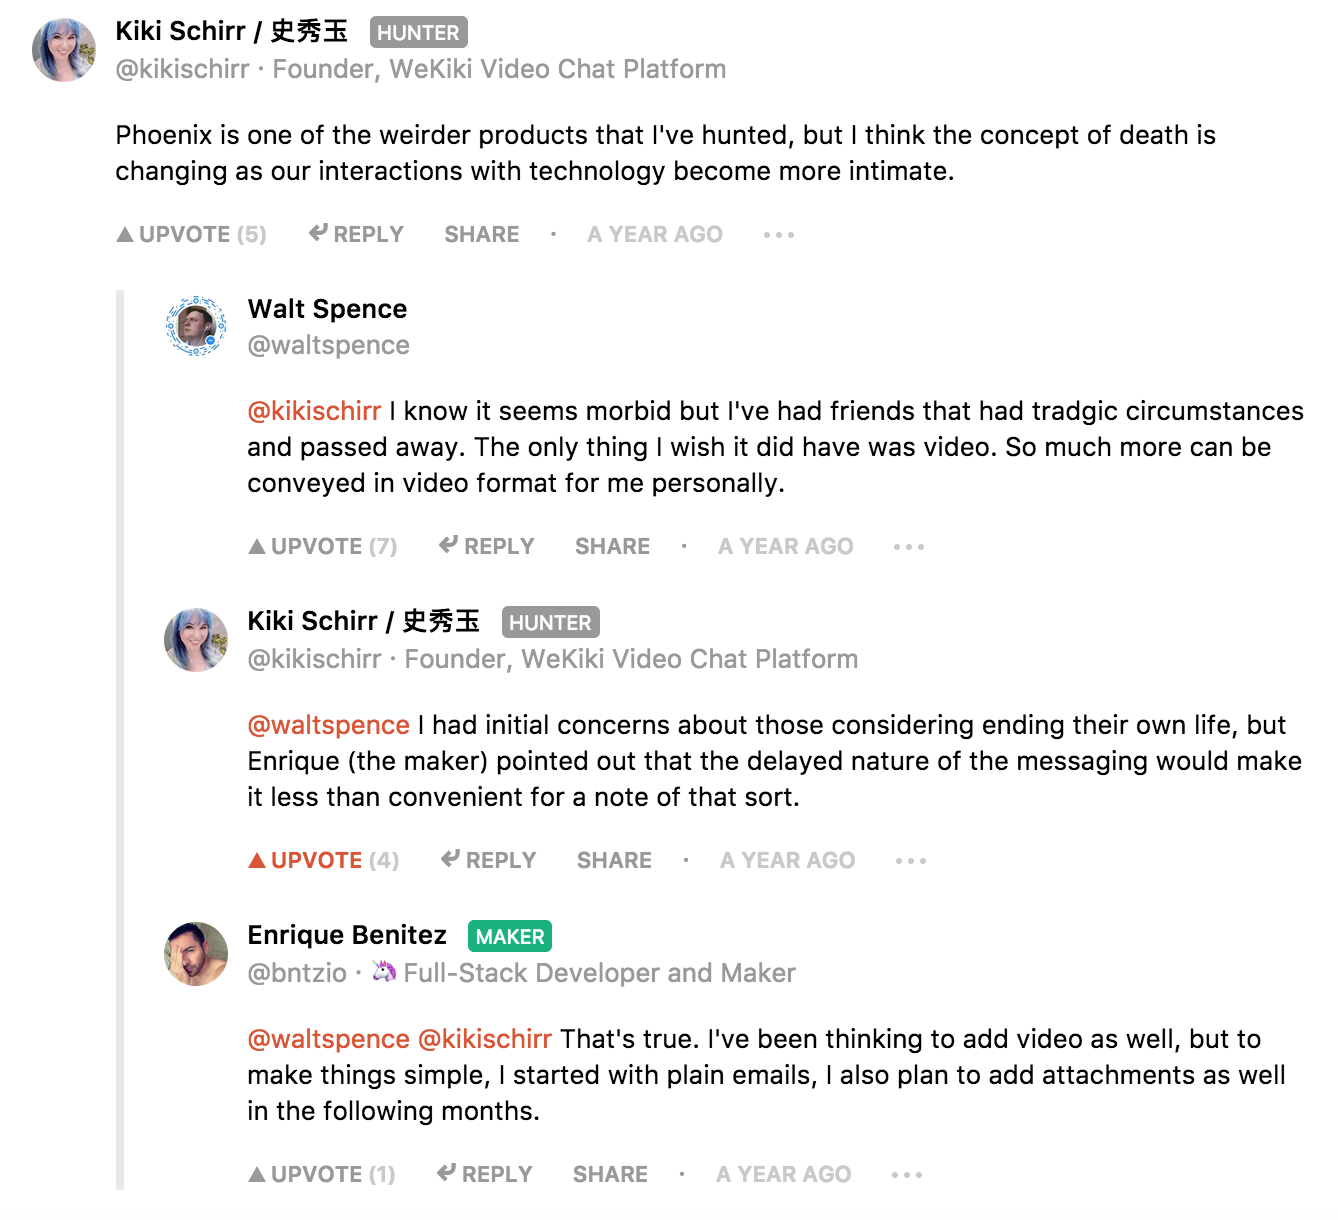 Kiki Schirr / 史秀玉 HUNTER
@kikischirr · Founder, WeKiki Video Chat Platform
Phoenix is one of the weirder products that I've hunted, but I think the concept of death is
changing as our interactions with technology become more intimate.
UPVOTE (5) REPLY SHARE · A YEAR AGO
Walt Spence
@waltspence
@kikischirr I know it seems morbid but I've had friends that had tradgic circumstances
and passed away. The only thing I wish it did have was video. So much more can be
conveyed in video format for me personally.
UPVOTE (7) REPLY SHARE · A YEAR AGO
Kiki Schirr / 史秀玉 HUNTER
@kikischirr · Founder, WeKiki Video Chat Platform
@waltspence I had initial concerns about those considering ending their own life, but
Enrique (the maker) pointed out that the delayed nature of the messaging would make
it less than convenient for a note of that sort.
UPVOTE (4) REPLY SHARE · A YEAR AGO
Enrique Benitez MAKER
@bntzio · 🦄 Full-Stack Developer and Maker
@waltspence @kikischirr That's true. I've been thinking to add video as well, but to
make things simple, I started with plain emails, I also plan to add attachments as well
in the following months.
UPVOTE (1) REPLY SHARE · A YEAR AGO